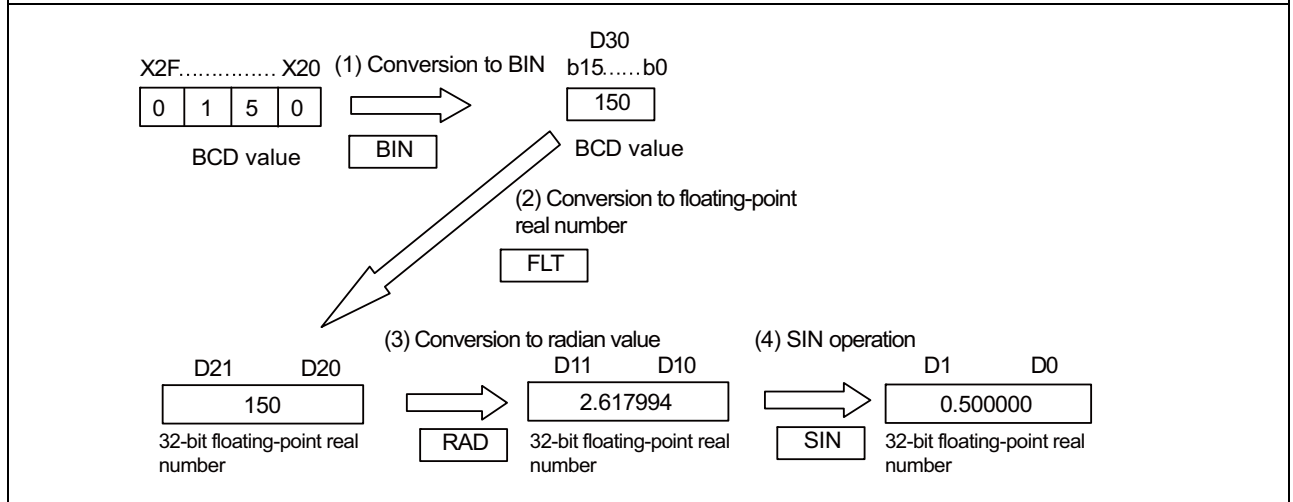 D30
X2F............... X20 (1) Conversion to BIN b15......b0
0 1 5 0 150
BCD value BIN BCD value
(2) Conversion to floating-point
real number
FLT
(3) Conversion to radian value (4) SIN operation
D21 D20 D11 D10 D1 D0
150 2.617994 0.500000
32-bit floating-point real RAD 32-bit floating-point real SIN 32-bit floating-point real
number number number